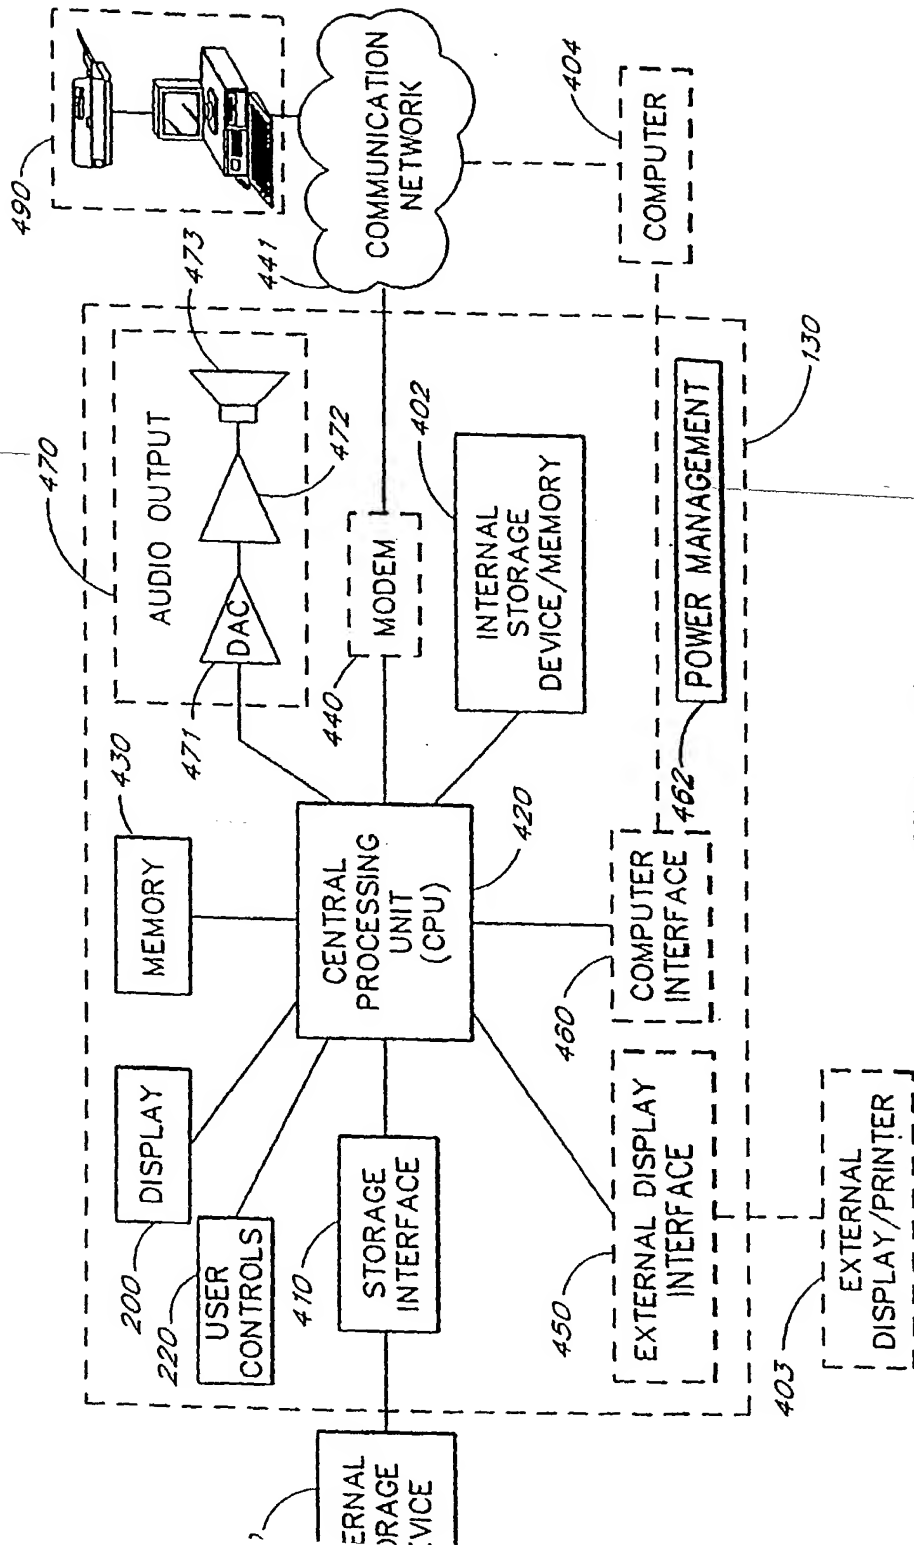 490
404
COMMUNICATION
NETWORK
COMPUTER
441
473
470
AUDIO OUTPUT
DAC
472
471
402
130
440
MODEM
INTERNAL
STORAGE
DEVICE/MEMORY
POWER MANAGEMENT
462
430
MEMORY
CENTRAL
PROCESSING
UNIT
(CPU)
420
460
COMPUTER
INTERFACE
DISPLAY
200
220
USER
CONTROLS
410
STORAGE
INTERFACE
450
EXTERNAL DISPLAY
INTERFACE
403
EXTERNAL
DISPLAY/PRINTER